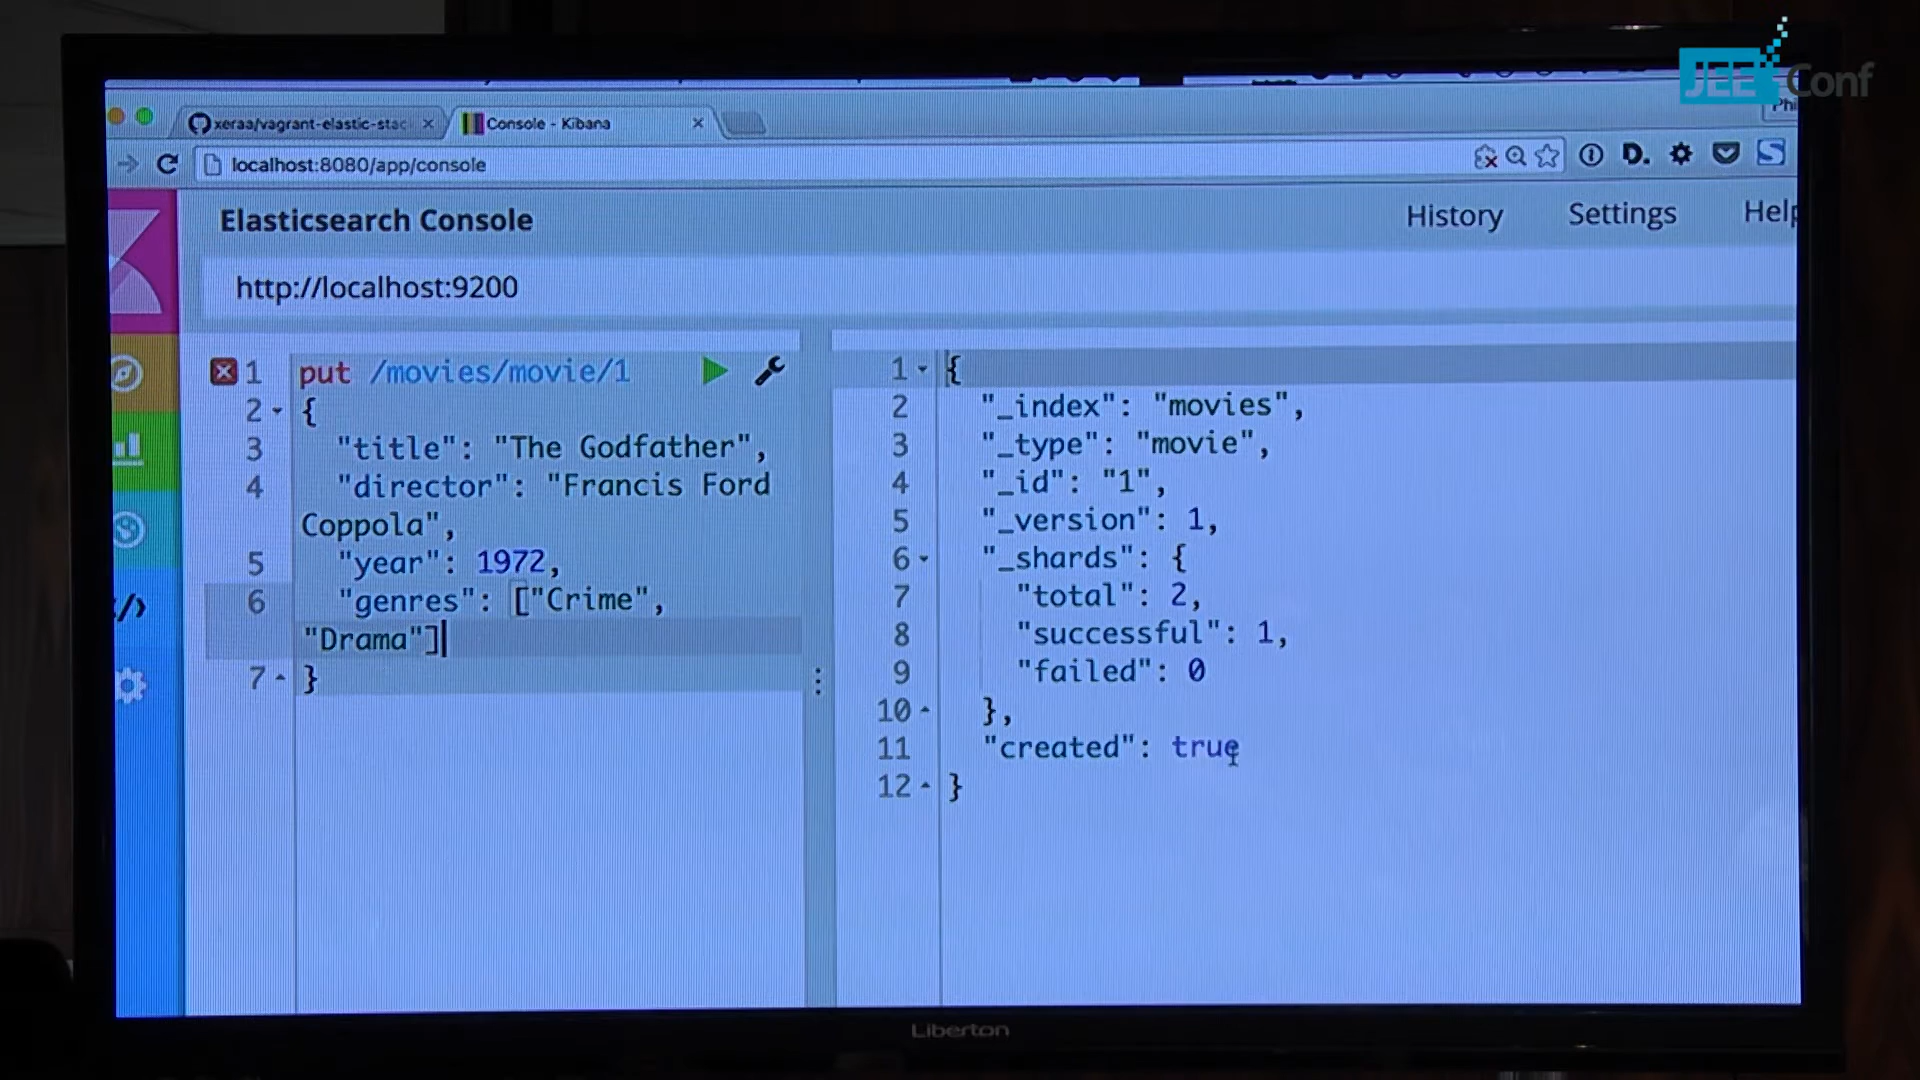 JEEConf
Phi
xeraa/vagrant-elastic-stac
Console - Kibana
localhost:8080/app/console
D.
Elasticsearch Console
History
Settings
Help
http://localhost:9200
1 put /movies/movie/1
2 {
3 "title": "The Godfather",
4 "director": "Francis Ford
Coppola",
5 "year": 1972,
6 "genres": ["Crime",
"Drama"]
7 }
1 {
2 "_index": "movies",
3 "_type": "movie",
4 "_id": "1",
5 "_version": 1,
6 "_shards": {
7 "total": 2,
8 "successful": 1,
9 "failed": 0
10 },
11 "created": true
12 }
Liberton